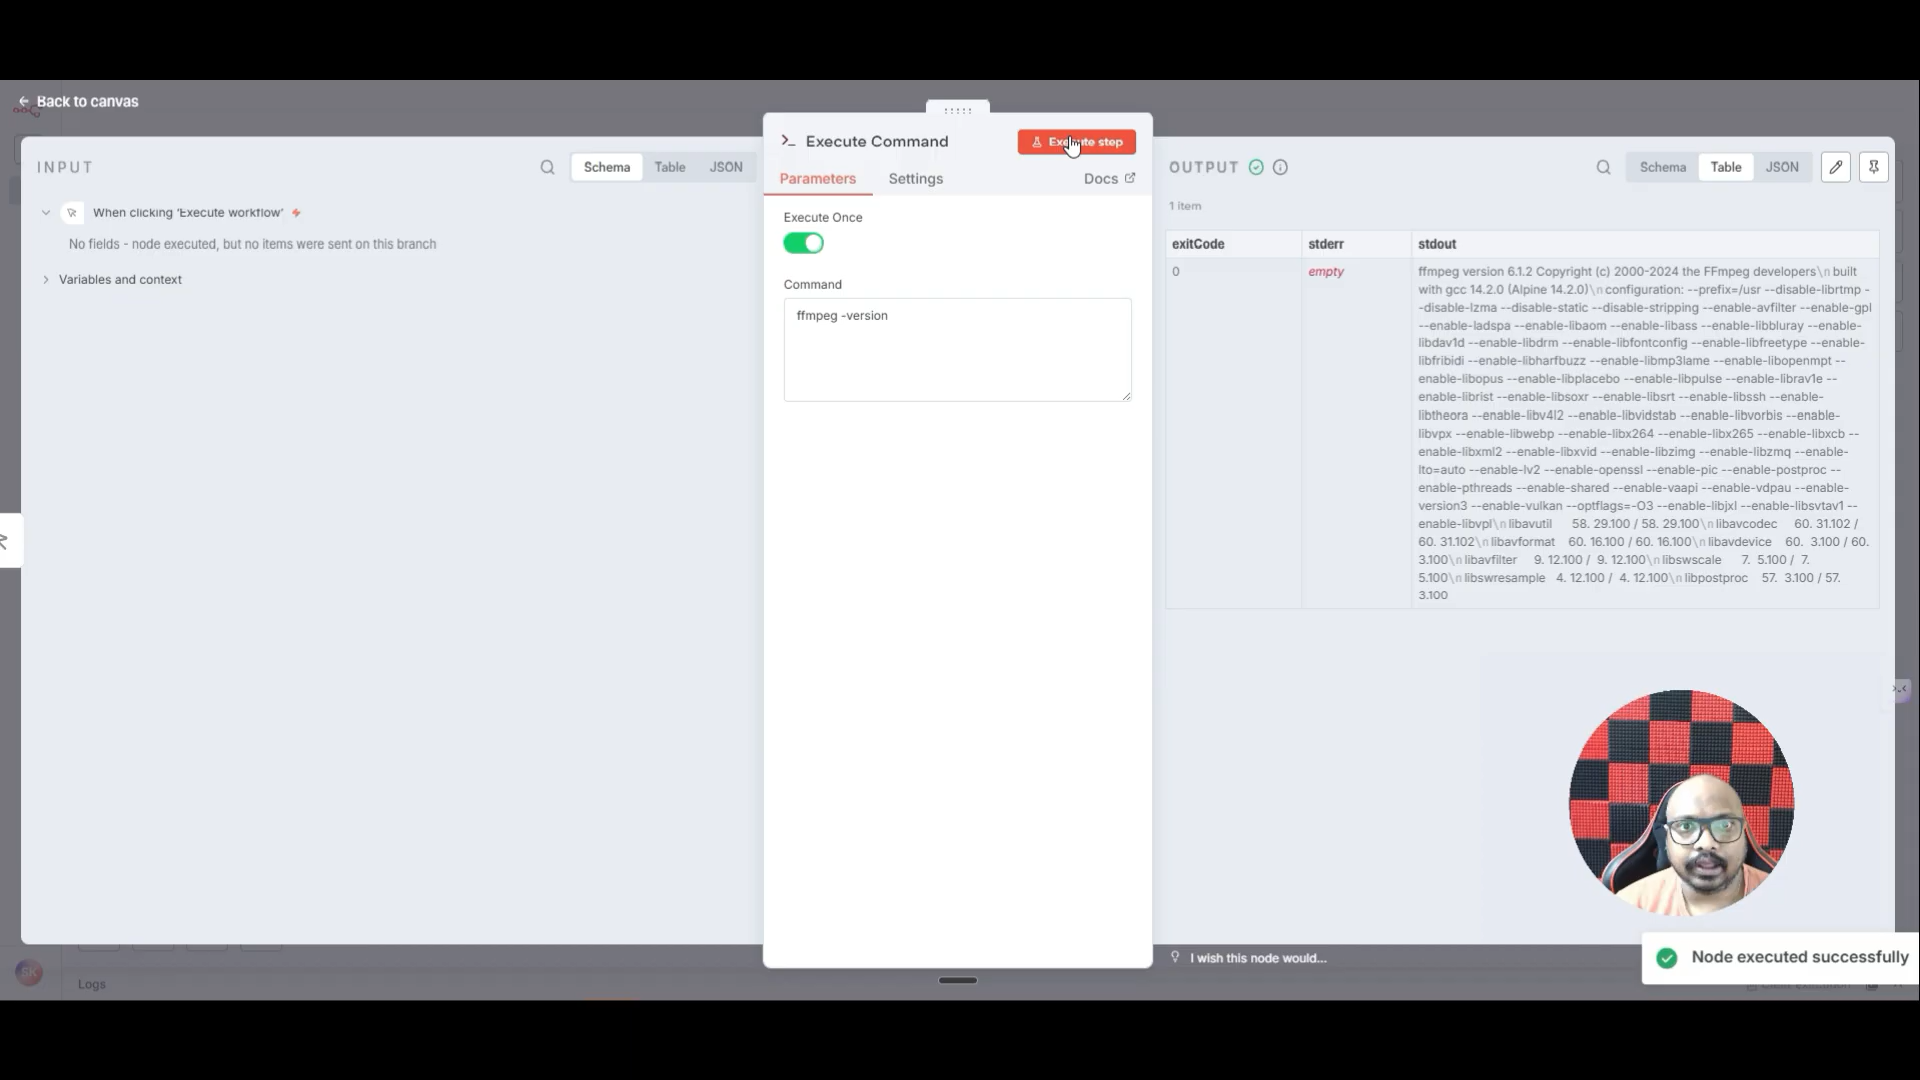 Back to canvas
INPUT
Schema
Table
JSON
When clicking 'Execute workflow'
No fields - node executed, but no items were sent on this branch
Variables and context
Execute Command
Execute step
Parameters
Settings
Docs
Execute Once
Command
ffmpeg -version
OUTPUT
Schema
Table
JSON
1 item
exitCode
stderr
stdout
0
empty
ffmpeg version 6.1.2 Copyright (c) 2000-2024 the FFmpeg developers\n built
with gcc 14.2.0 (Alpine 14.2.0)\n configuration: --prefix=/usr --disable-librtmp -
-disable-lzma --disable-static --disable-stripping --enable-avfilter --enable-gpl
--enable-ladspa --enable-libaom --enable-libass --enable-libbluray --enable-
libdav1d --enable-libdrm --enable-libfontconfig --enable-libfreetype --enable-
libfribidi --enable-libharfbuzz --enable-libmp3lame --enable-libopenmpt --
enable-libopus --enable-libplacebo --enable-libpulse --enable-librav1e --
enable-librist --enable-libsoxr --enable-libsrt --enable-libssh --enable-
libtheora --enable-libv4l2 --enable-libvidstab --enable-libvorbis --enable-
libvpx --enable-libwebp --enable-libx264 --enable-libx265 --enable-libxcb --
enable-libxml2 --enable-libxvid --enable-libzimg --enable-libzmq --enable-
lto=auto --enable-lv2 --enable-openssl --enable-pic --enable-postproc --
enable-pthreads --enable-shared --enable-vaapi --enable-vdpau --enable-
version3 --enable-vulkan --optflags=-O3 --enable-libjxl --enable-libsvtav1 --
enable-libvpl\n libavutil 58. 29.100 / 58. 29.100\n libavcodec 60. 31.102 /
60. 31.102\n libavformat 60. 16.100 / 60. 16.100\n libavdevice 60. 3.100 / 60.
3.100\n libavfilter 9. 12.100 / 9. 12.100\n libswscale 7. 5.100 / 7.
5.100\n libswresample 4. 12.100 / 4. 12.100\n libpostproc 57. 3.100 / 57.
3.100
I wish this node would...
Node executed successfully
SK
Logs